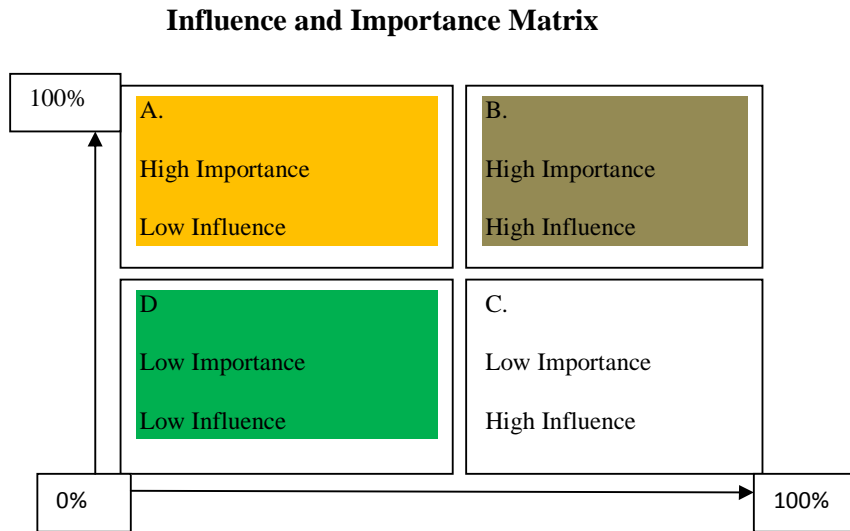 Influence and Importance Matrix
100%
A.
High Importance
Low Influence
B.
High Importance
High Influence
D
Low Importance
Low Influence
C.
Low Importance
High Influence
0%
100%